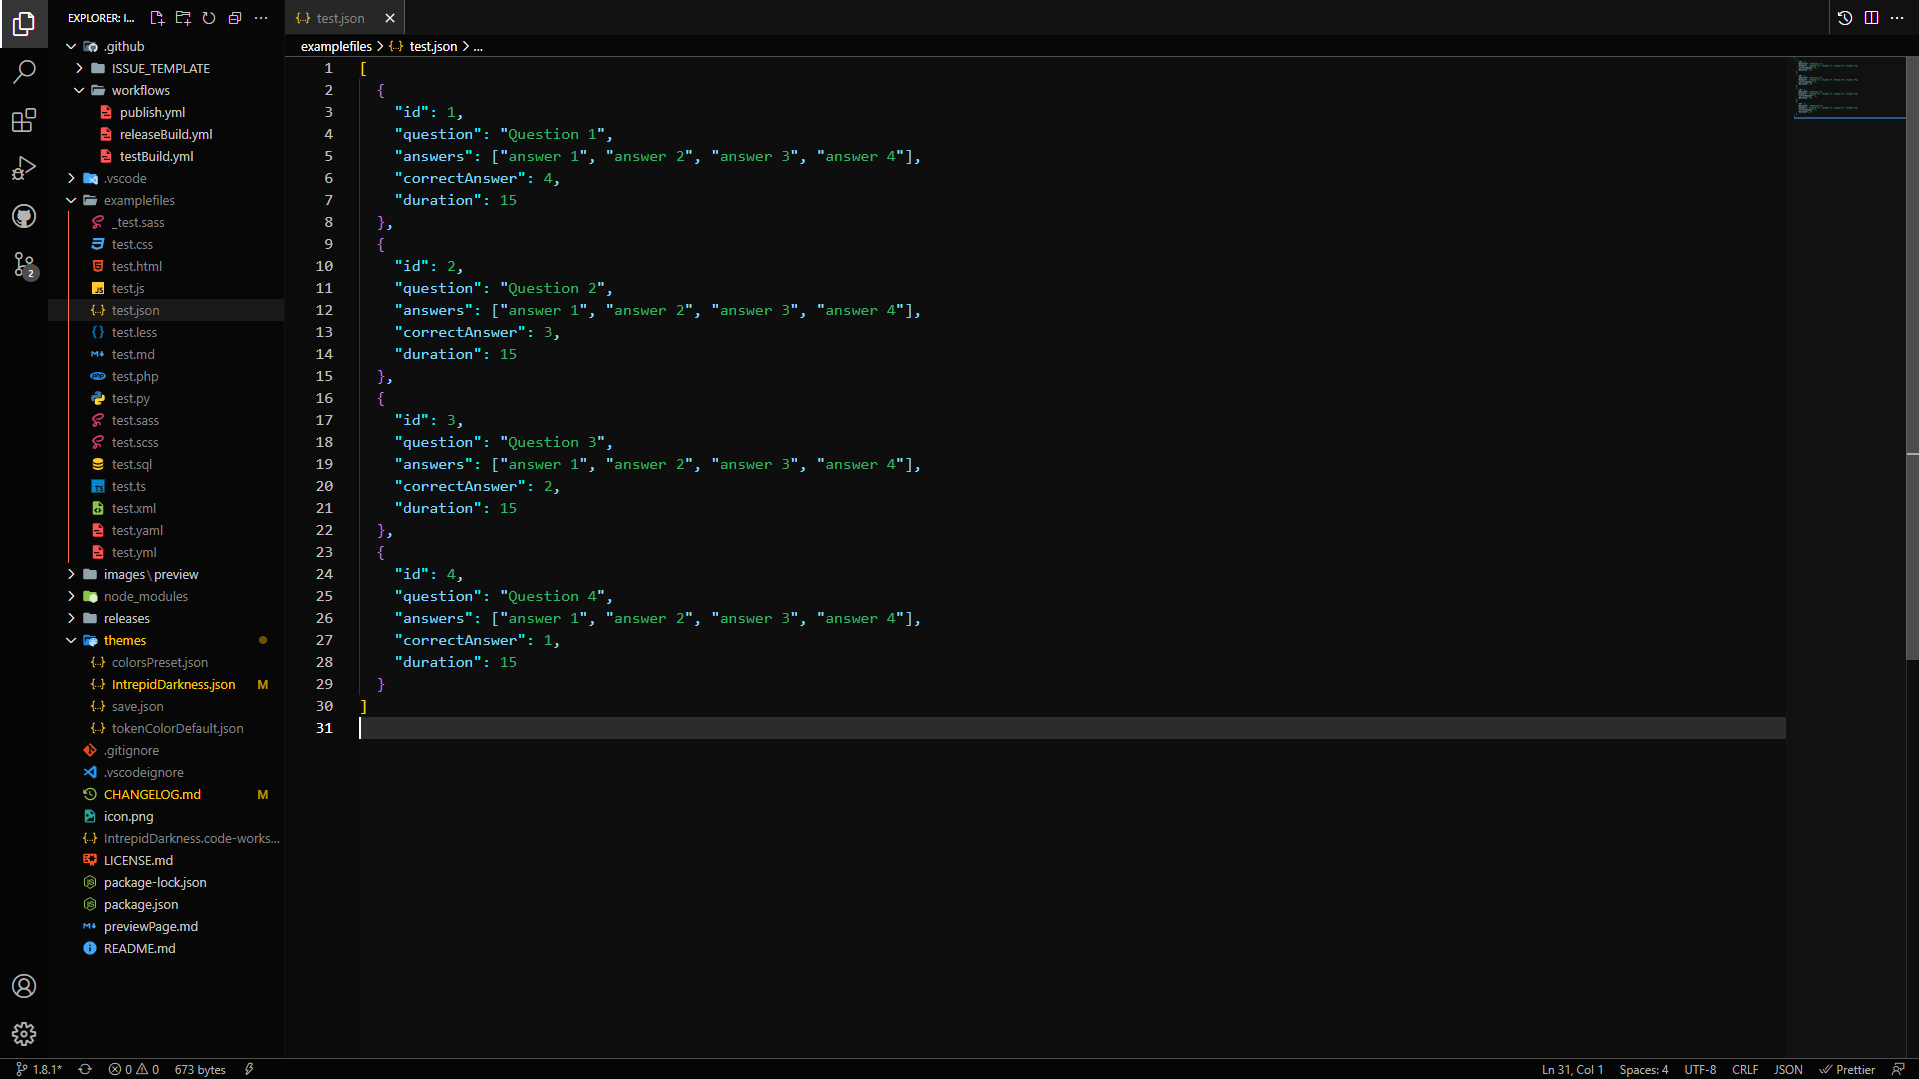 EXPLORER: I...
.github
ISSUE_TEMPLATE
workflows
publish.yml
releaseBuild.yml
testBuild.yml
.vscode
examplefiles
_test.sass
test.css
test.html
test.js
test.json
test.less
test.md
test.php
test.py
test.sass
test.scss
test.sql
test.ts
test.xml
test.yaml
test.yml
images\preview
node_modules
releases
themes
colorsPreset.json
IntrepidDarkness.json M
save.json
tokenColorDefault.json
.gitignore
.vscodeignore
CHANGELOG.md M
icon.png
IntrepidDarkness.code-works...
LICENSE.md
package-lock.json
package.json
previewPage.md
README.md
2
{..} test.json
examplefiles > {..} test.json > ...
1 [
2 {
3 "id": 1,
4 "question": "Question 1",
5 "answers": ["answer 1", "answer 2", "answer 3", "answer 4"],
6 "correctAnswer": 4,
7 "duration": 15
8 },
9 {
10 "id": 2,
11 "question": "Question 2",
12 "answers": ["answer 1", "answer 2", "answer 3", "answer 4"],
13 "correctAnswer": 3,
14 "duration": 15
15 },
16 {
17 "id": 3,
18 "question": "Question 3",
19 "answers": ["answer 1", "answer 2", "answer 3", "answer 4"],
20 "correctAnswer": 2,
21 "duration": 15
22 },
23 {
24 "id": 4,
25 "question": "Question 4",
26 "answers": ["answer 1", "answer 2", "answer 3", "answer 4"],
27 "correctAnswer": 1,
28 "duration": 15
29 }
30 ]
31
1.8.1* 0 0 673 bytes Ln 31, Col 1 Spaces: 4 UTF-8 CRLF JSON Prettier